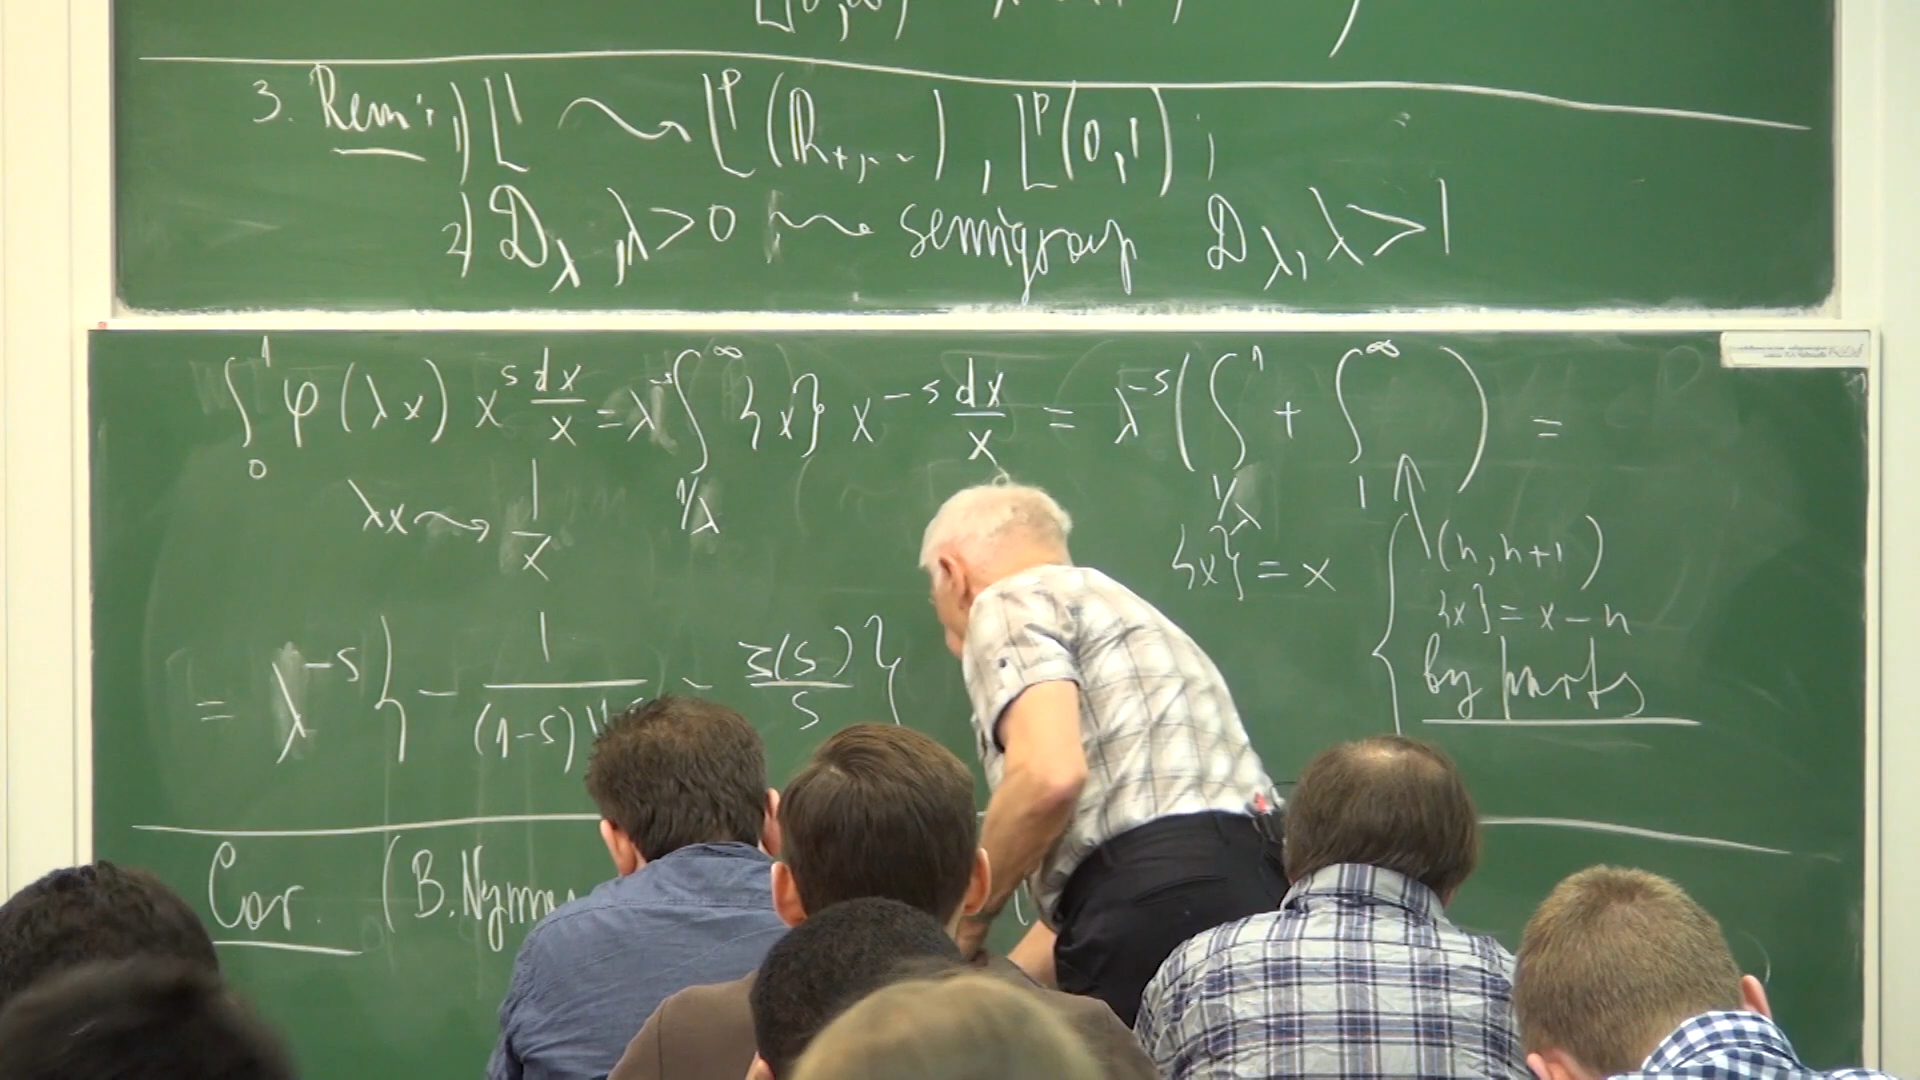 3. Rem: 1) L¹ ⇝ Lᵖ(ℝ₊, ...), Lᵖ(0,1);
2) 𝒟_λ, λ>0 ⇝ semigroup 𝒟_λ, λ>1
∫₀¹ φ(λx) x^s dx/x = λ^{-s} ∫_{1/λ}^∞ {x} x^{-s} dx/x = λ^{-s} ( ∫_{1/λ}^1 + ∫_1^∞ ) =
λx ⇝ 1/x
{x} = x
(n, n+1)
{x} = x − n
by parts
= λ^{-s} { − 1/(1-s) − ζ(s)/s }
Cor. (B. Nyman